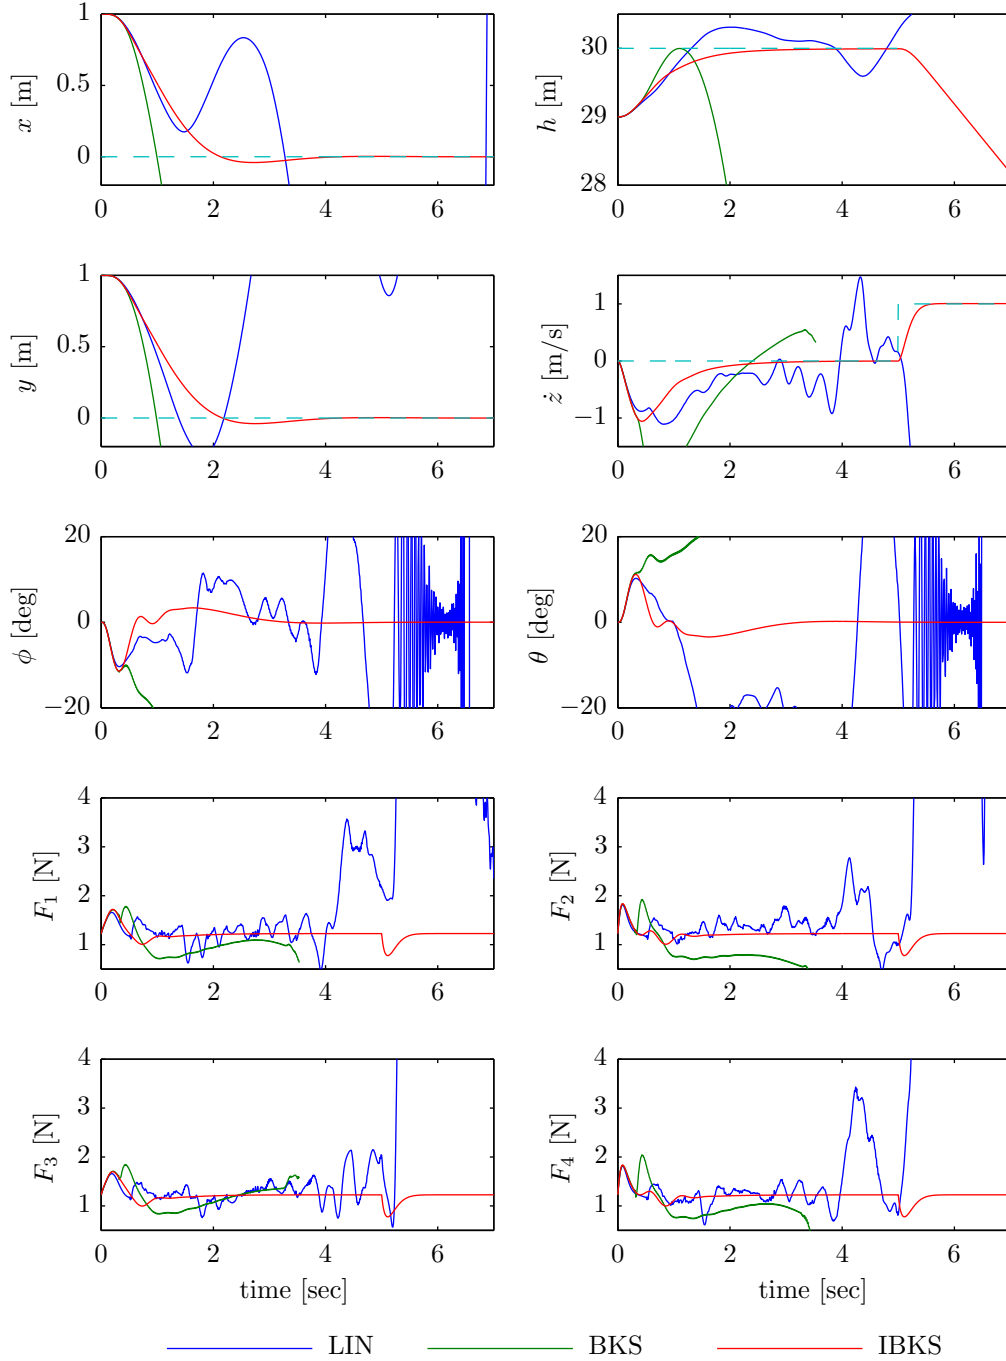 1
0.5
0
x [m]
0 2 4 6
30
29
28
h [m]
0 2 4 6
1
0.5
0
y [m]
0 2 4 6
1
0
−1
ż [m/s]
0 2 4 6
20
0
−20
ϕ [deg]
0 2 4 6
20
0
−20
θ [deg]
0 2 4 6
4
3
2
1
F1 [N]
0 2 4 6
4
3
2
1
F2 [N]
0 2 4 6
4
3
2
1
F3 [N]
0 2 4 6
time [sec]
4
3
2
1
F4 [N]
0 2 4 6
time [sec]
LIN BKS IBKS